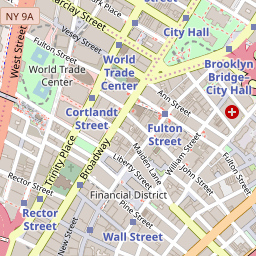 Barclay Street
Park Place
NY 9A
Vesey Street
City Hall
West Street
Fulton Street
World
Trade
Center
World Trade
Center
Brooklyn
Bridge-
City Hall
Ann Street
Cortlandt
Street
Fulton
Street
Trinity Place
Broadway
Maiden Lane
Liberty Street
William Street
John Street
Fulton Street
Rector Street
Financial District
Rector
Street
New Street
Pine Street
Wall Street